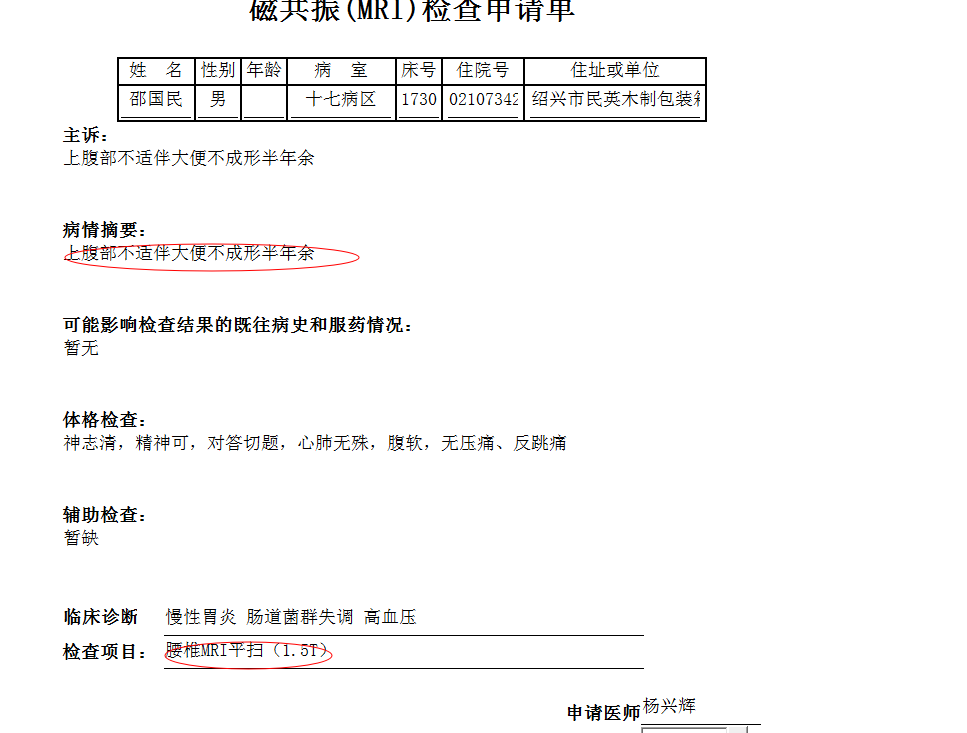 磁共振(MRI)检查申请单
姓 名 性别 年龄 病 室 床号 住院号 住址或单位
邵国民 男 十七病区 1730 02107342 绍兴市民英木制包装箱
主诉:
上腹部不适伴大便不成形半年余
病情摘要:
上腹部不适伴大便不成形半年余
可能影响检查结果的既往病史和服药情况:
暂无
体格检查:
神志清，精神可，对答切题，心肺无殊，腹软，无压痛、反跳痛
辅助检查:
暂缺
临床诊断 慢性胃炎 肠道菌群失调 高血压
检查项目: 腰椎MRI平扫（1.5T）
申请医师 杨兴辉